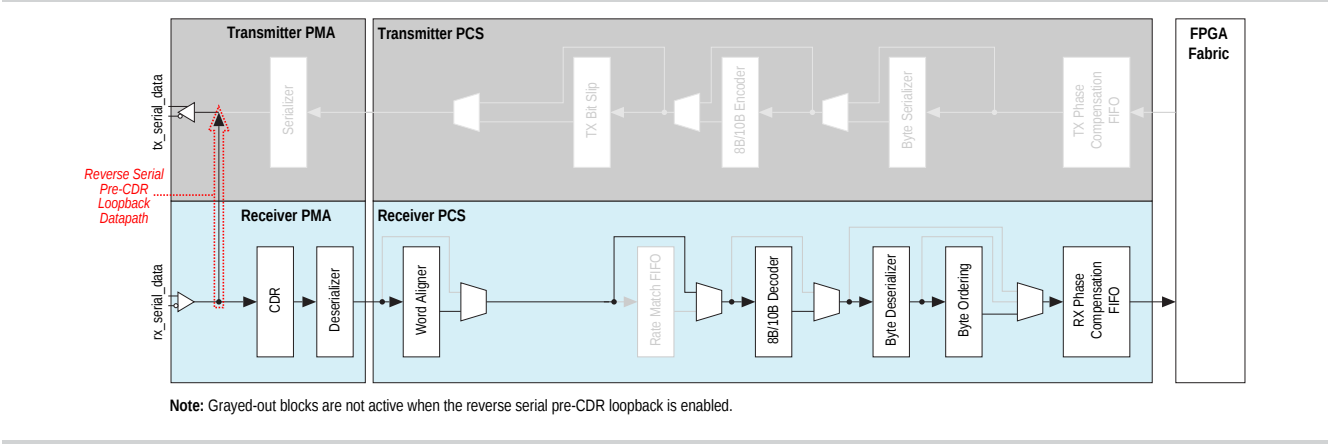 Transmitter PMA
Transmitter PCS
FPGA
Fabric
tx_serial_data
Serializer
TX Bit Slip
8B/10B Encoder
Byte Serializer
TX Phase
Compensation
FIFO
Reverse Serial
Pre-CDR
Loopback
Datapath
Receiver PMA
Receiver PCS
rx_serial_data
CDR
Deserializer
Word Aligner
Rate Match FIFO
8B/10B Decoder
Byte Deserializer
Byte Ordering
RX Phase
Compensation
FIFO
Note: Grayed-out blocks are not active when the reverse serial pre-CDR loopback is enabled.